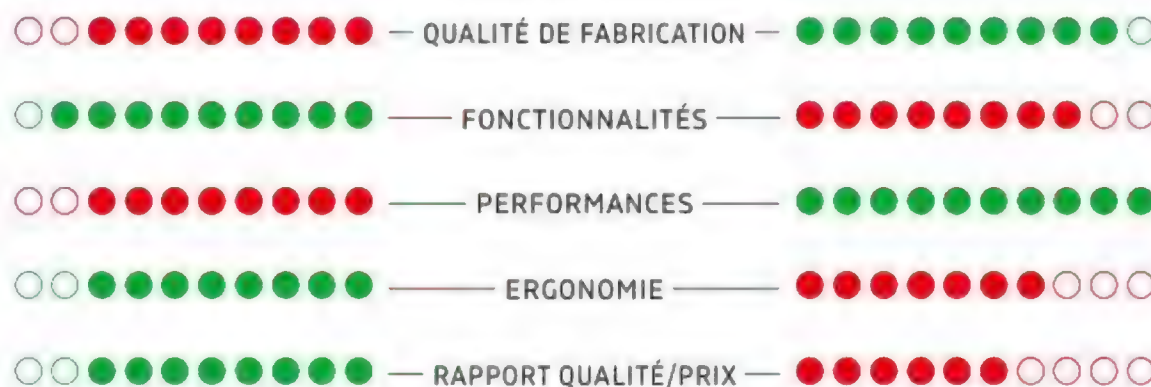 QUALITÉ DE FABRICATION
FONCTIONNALITÉS
PERFORMANCES
ERGONOMIE
RAPPORT QUALITÉ/PRIX